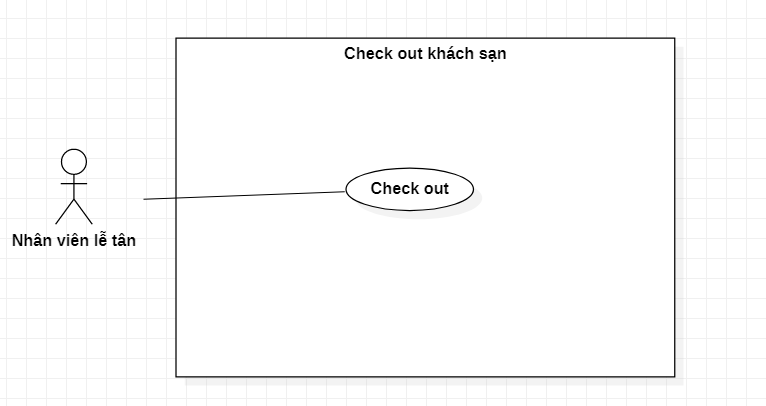 Check out khách sạn
Check out
Nhân viên lễ tân